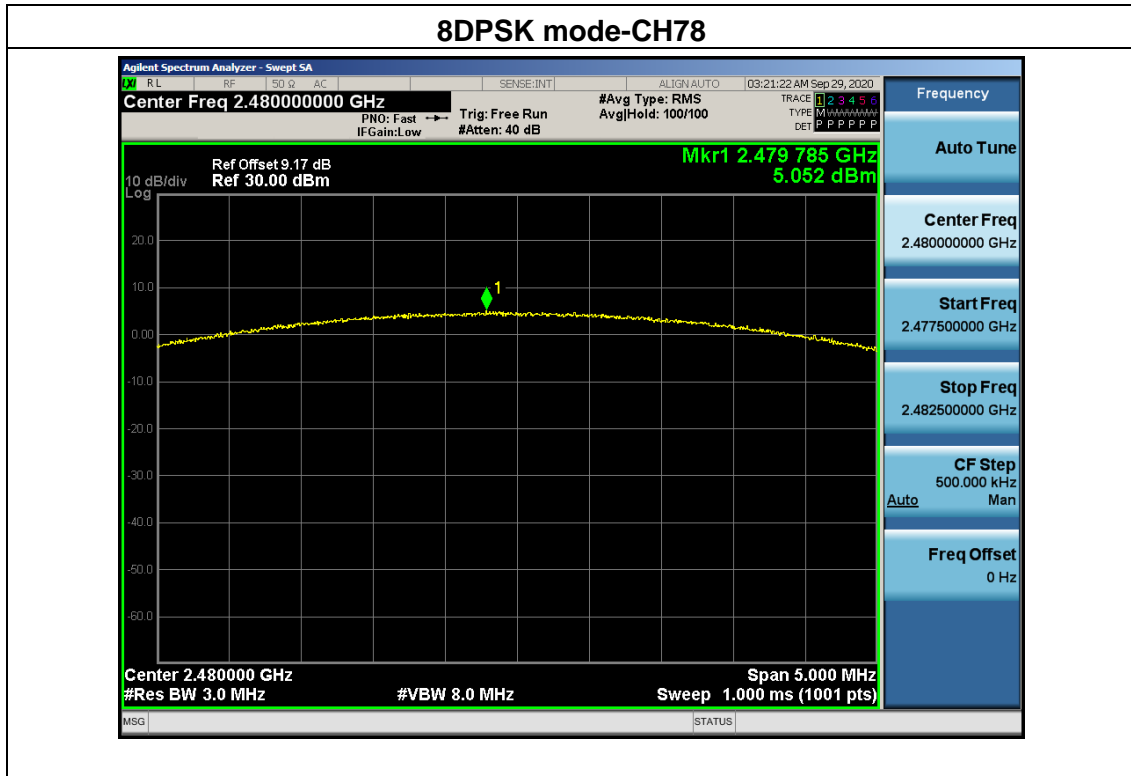 8DPSK mode-CH78
Agilent Spectrum Analyzer - Swept SA
LXI RL RF 50 Ω AC SENSE:INT ALIGN AUTO 03:21:22 AM Sep 29, 2020
Center Freq 2.480000000 GHz
PNO: Fast
IFGain:Low
Trig: Free Run
#Atten: 40 dB
#Avg Type: RMS
Avg|Hold: 100/100
TRACE 1 2 3 4 5 6
TYPE M
DET P P P P P P
Ref Offset 9.17 dB
10 dB/div Ref 30.00 dBm
Log
Mkr1 2.479 785 GHz
5.052 dBm
20.0
10.0
0.00
-10.0
-20.0
-30.0
-40.0
-50.0
-60.0
1
Center 2.480000 GHz
Span 5.000 MHz
#Res BW 3.0 MHz
#VBW 8.0 MHz
Sweep 1.000 ms (1001 pts)
MSG
STATUS
Frequency
Auto Tune
Center Freq
2.480000000 GHz
Start Freq
2.477500000 GHz
Stop Freq
2.482500000 GHz
CF Step
500.000 kHz
Auto Man
Freq Offset
0 Hz